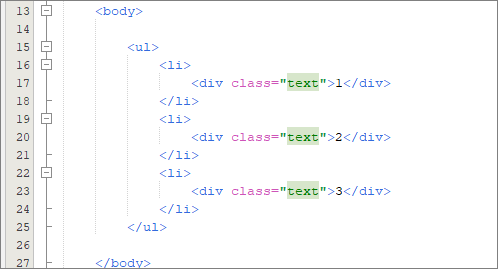 13 <body>
14
15 <ul>
16 <li>
17 <div class="text">1</div>
18 </li>
19 <li>
20 <div class="text">2</div>
21 </li>
22 <li>
23 <div class="text">3</div>
24 </li>
25 </ul>
26
27 </body>